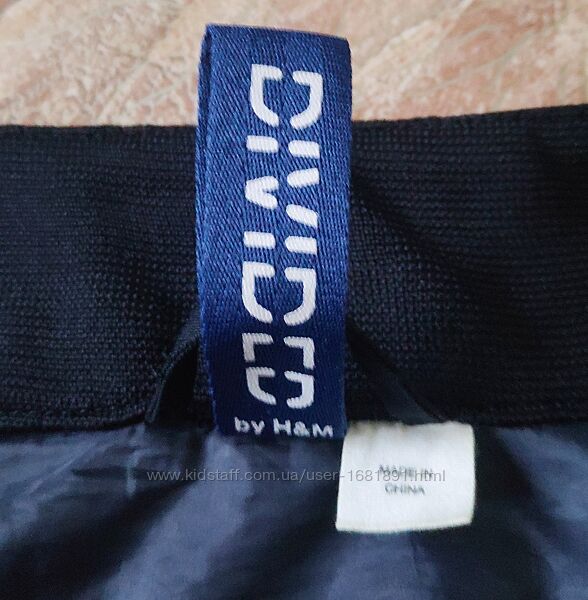 DIVIDED
by H&M
MADE IN
CHINA
www.kidstaff.com.ua/user-1681891.html